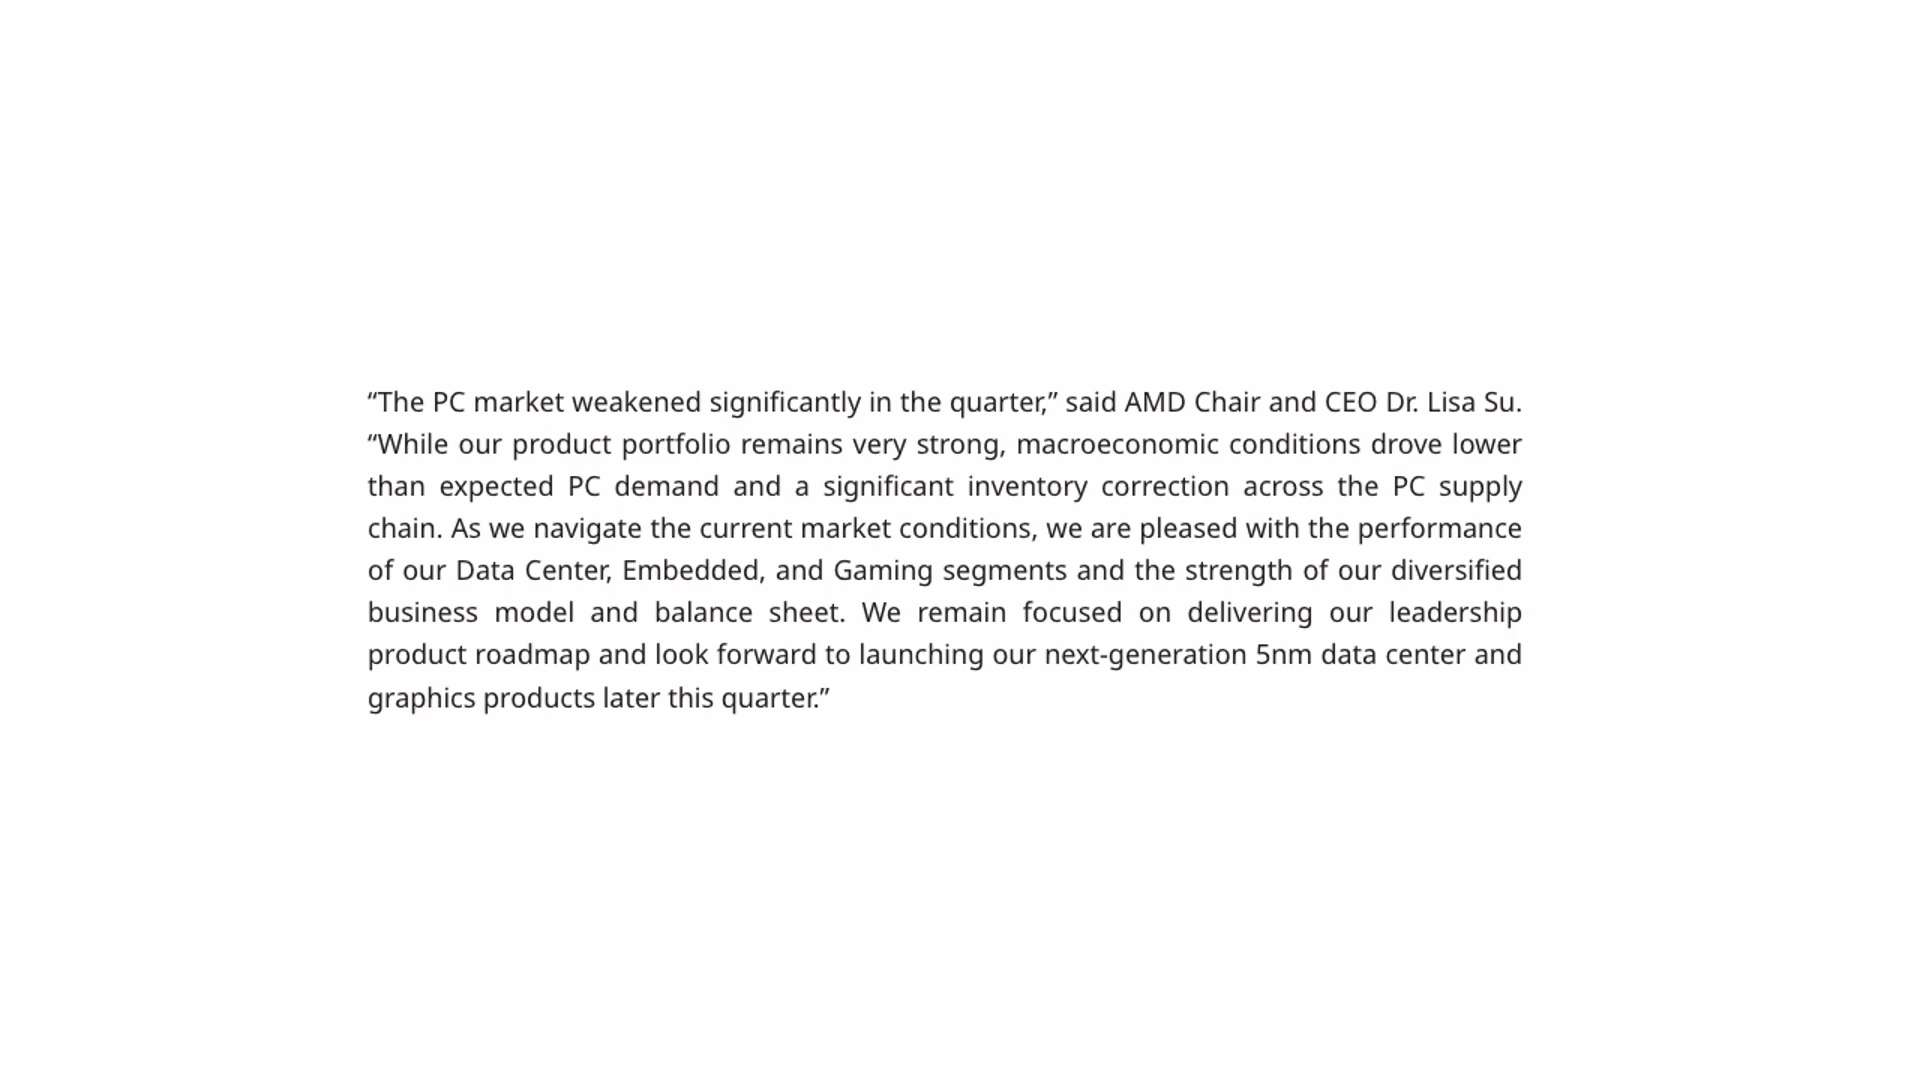 “The PC market weakened significantly in the quarter,” said AMD Chair and CEO Dr. Lisa Su.
“While our product portfolio remains very strong, macroeconomic conditions drove lower
than expected PC demand and a significant inventory correction across the PC supply
chain. As we navigate the current market conditions, we are pleased with the performance
of our Data Center, Embedded, and Gaming segments and the strength of our diversified
business model and balance sheet. We remain focused on delivering our leadership
product roadmap and look forward to launching our next-generation 5nm data center and
graphics products later this quarter.”